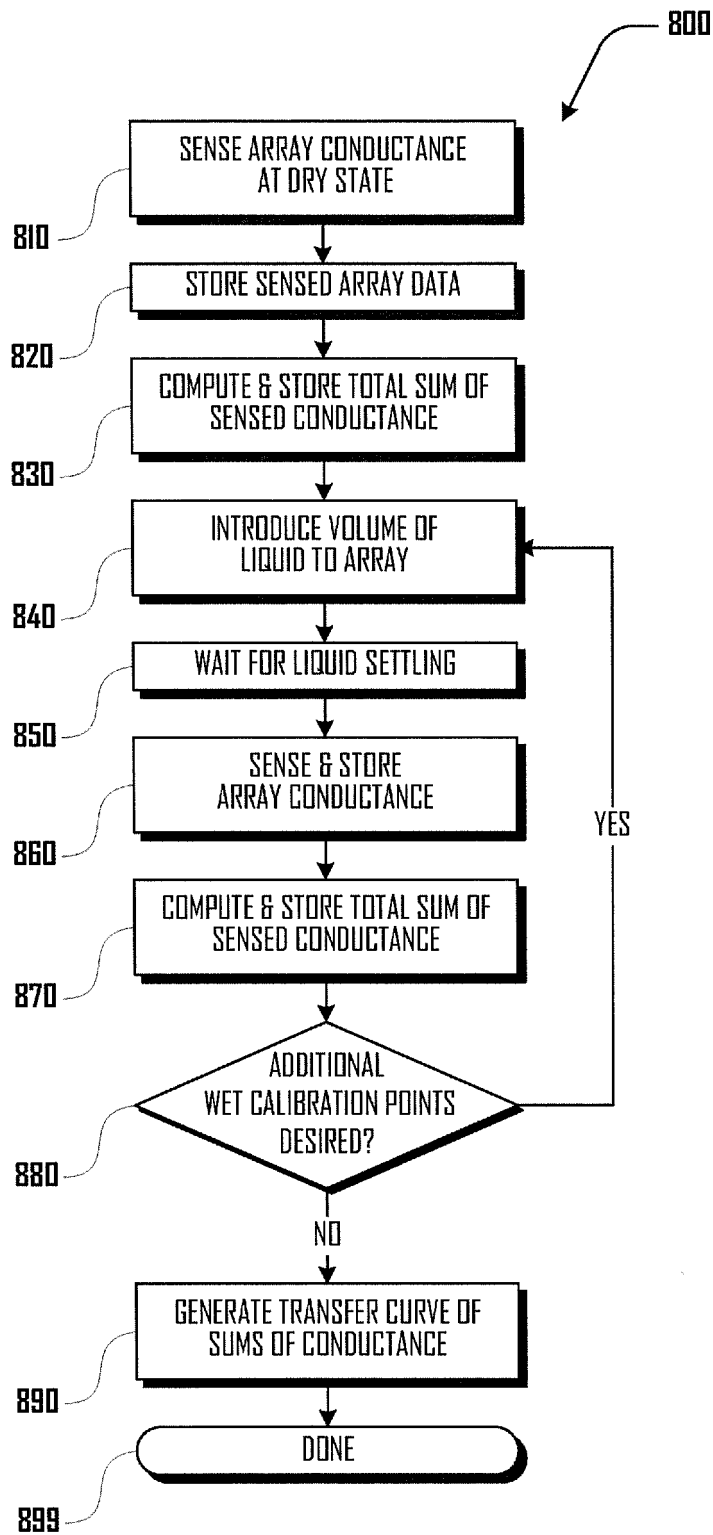 800
SENSE ARRAY CONDUCTANCE
AT DRY STATE
810
STORE SENSED ARRAY DATA
820
COMPUTE & STORE TOTAL SUM OF
SENSED CONDUCTANCE
830
INTRODUCE VOLUME OF
LIQUID TO ARRAY
840
WAIT FOR LIQUID SETTLING
850
SENSE & STORE
ARRAY CONDUCTANCE
860
YES
COMPUTE & STORE TOTAL SUM OF
SENSED CONDUCTANCE
870
ADDITIONAL
WET CALIBRATION POINTS
DESIRED?
880
NO
GENERATE TRANSFER CURVE OF
SUMS OF CONDUCTANCE
890
DONE
899